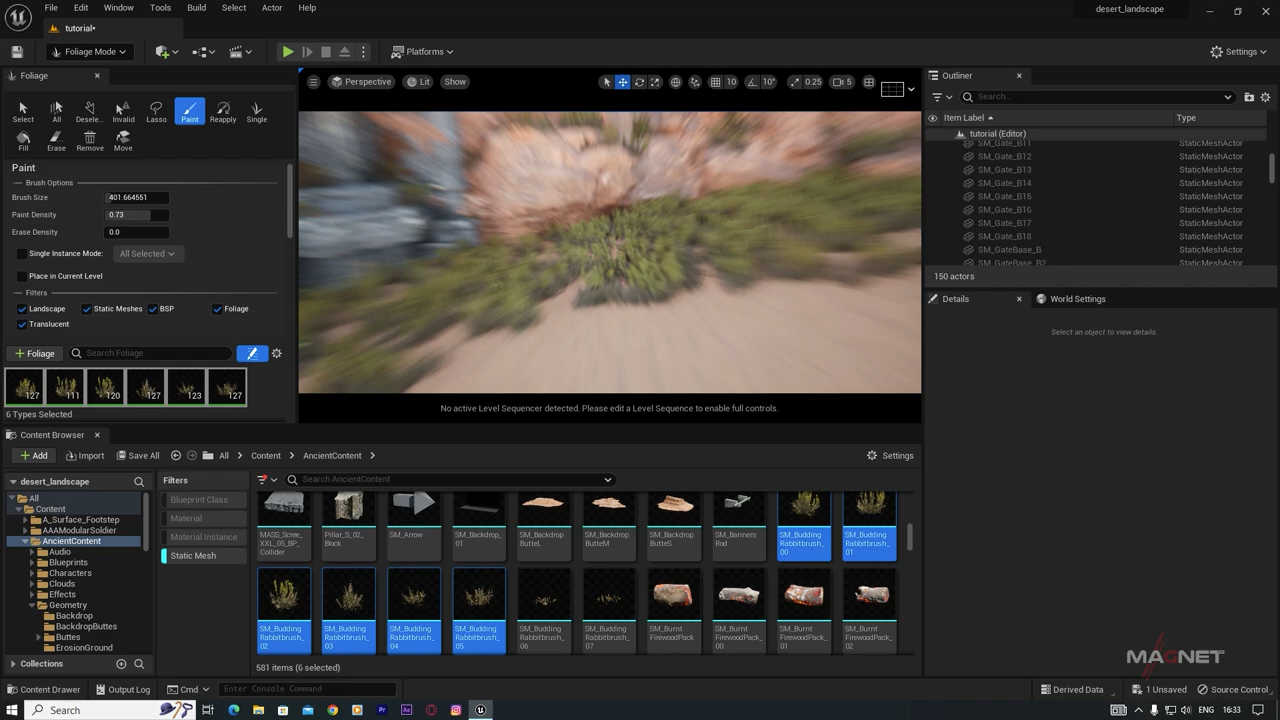 File
Edit
Window
Tools
Build
Select
Actor
Help
desert_landscape
tutorial*
Foliage Mode
Platforms
Settings
Foliage
Select
All
Desele...
Invalid
Lasso
Paint
Reapply
Single
Fill
Erase
Remove
Move
Paint
Brush Options
Brush Size 401.664551
Paint Density 0.73
Erase Density 0.0
Single Instance Mode: All Selected
Place in Current Level
Filters
Landscape Static Meshes BSP Foliage
Translucent
+ Foliage Search Foliage
127 111 120 127 123 127
6 Types Selected
Perspective Lit Show
10 10° 0.25 5
No active Level Sequencer detected. Please edit a Level Sequence to enable full controls.
Outliner
Search...
Item Label Type
tutorial (Editor)
SM_Gate_B11 StaticMeshActor
SM_Gate_B12 StaticMeshActor
SM_Gate_B13 StaticMeshActor
SM_Gate_B14 StaticMeshActor
SM_Gate_B15 StaticMeshActor
SM_Gate_B16 StaticMeshActor
SM_Gate_B17 StaticMeshActor
SM_Gate_B18 StaticMeshActor
SM_GateBase_B StaticMeshActor
SM_GateBase_B2 StaticMeshActor
150 actors
Details World Settings
Select an object to view details.
Content Browser
Add Import Save All All Content AncientContent Settings
desert_landscape
All
Content
A_Surface_Footstep
AAAModularSoldier
AncientContent
Audio
Blueprints
Characters
Clouds
Effects
Geometry
Backdrop
BackdropButtes
Buttes
ErosionGround
Collections
Filters
Blueprint Class
Material
Material Instance
Static Mesh
Search AncientContent
MASS_Scree_
XXL_05_BP_
Collider
Pillar_S_02_
Block
SM_Arrow
SM_Backdrop_
01
SM_Backdrop
ButteL
SM_Backdrop
ButteM
SM_Backdrop
ButteS
SM_Banners
Rod
SM_Budding
Rabbitbrush_
00
SM_Budding
Rabbitbrush_
01
SM_Budding
Rabbitbrush_
02
SM_Budding
Rabbitbrush_
03
SM_Budding
Rabbitbrush_
04
SM_Budding
Rabbitbrush_
05
SM_Budding
Rabbitbrush_
06
SM_Budding
Rabbitbrush_
07
SM_Burnt
FirewoodPack
SM_Burnt
FirewoodPack_
00
SM_Burnt
FirewoodPack_
01
SM_Burnt
FirewoodPack_
02
581 items (6 selected)
MAGNET
Content Drawer Output Log Cmd Enter Console Command
Derived Data 1 Unsaved Source Control
Search
Pr
Ae
ENG 16:33